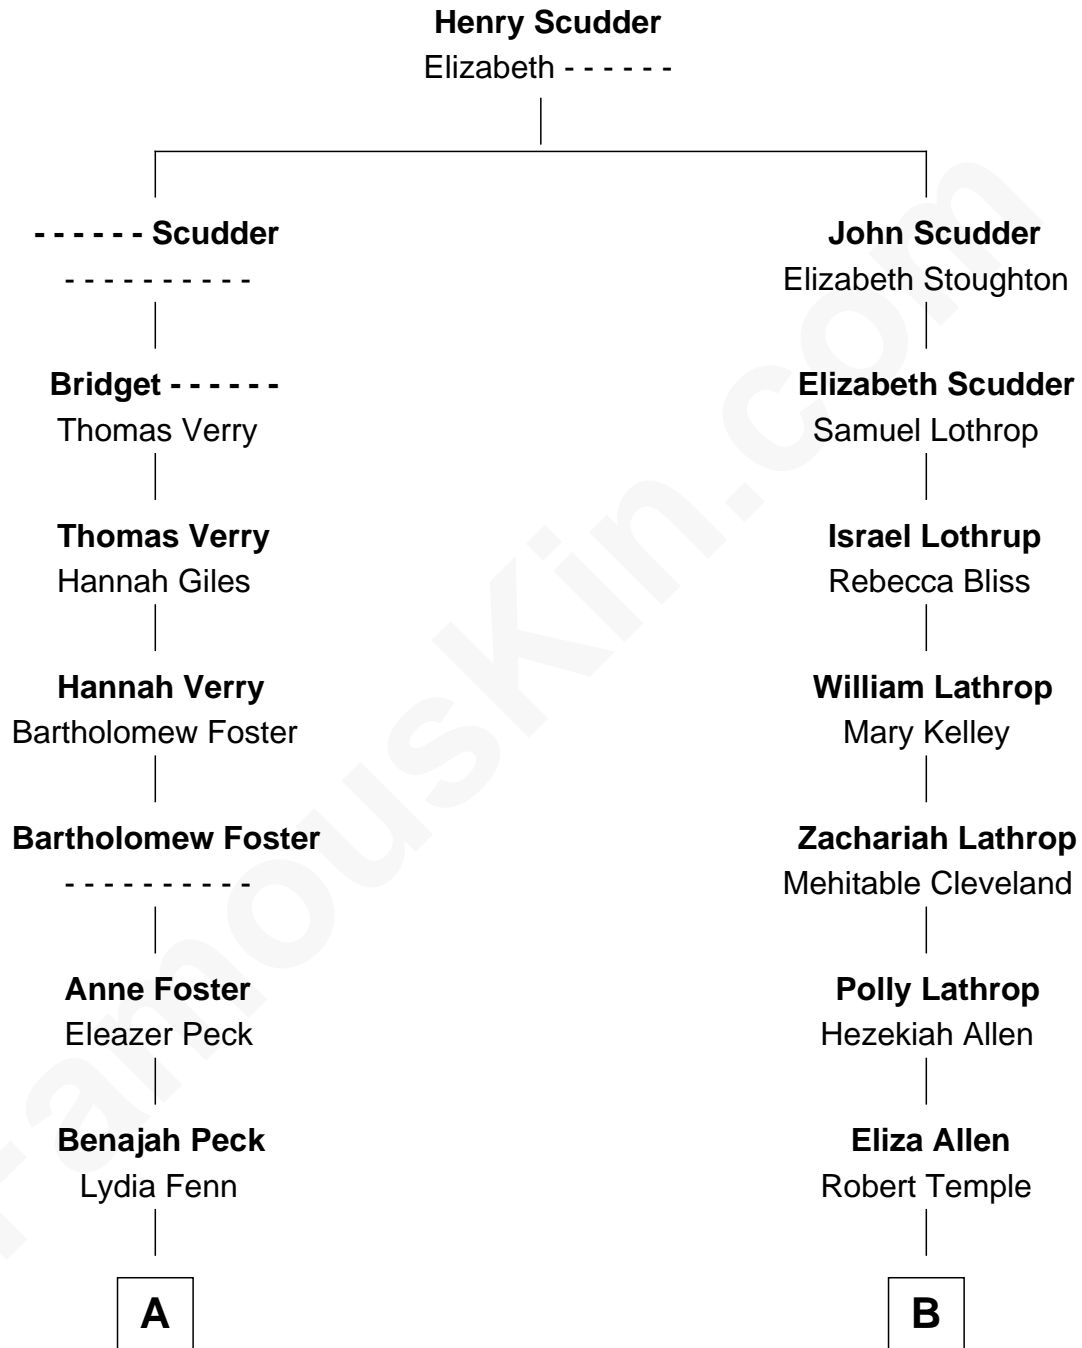 Henry Scudder
Elizabeth - - - - - -
- - - - - - Scudder
- - - - - - - - - -
Bridget - - - - - -
Thomas Verry
Thomas Verry
Hannah Giles
Hannah Verry
Bartholomew Foster
Bartholomew Foster
- - - - - - - - - -
Anne Foster
Eleazer Peck
Benajah Peck
Lydia Fenn
A
John Scudder
Elizabeth Stoughton
Elizabeth Scudder
Samuel Lothrop
Israel Lothrup
Rebecca Bliss
William Lathrop
Mary Kelley
Zachariah Lathrop
Mehitable Cleveland
Polly Lathrop
Hezekiah Allen
Eliza Allen
Robert Temple
B
FamousKin.com